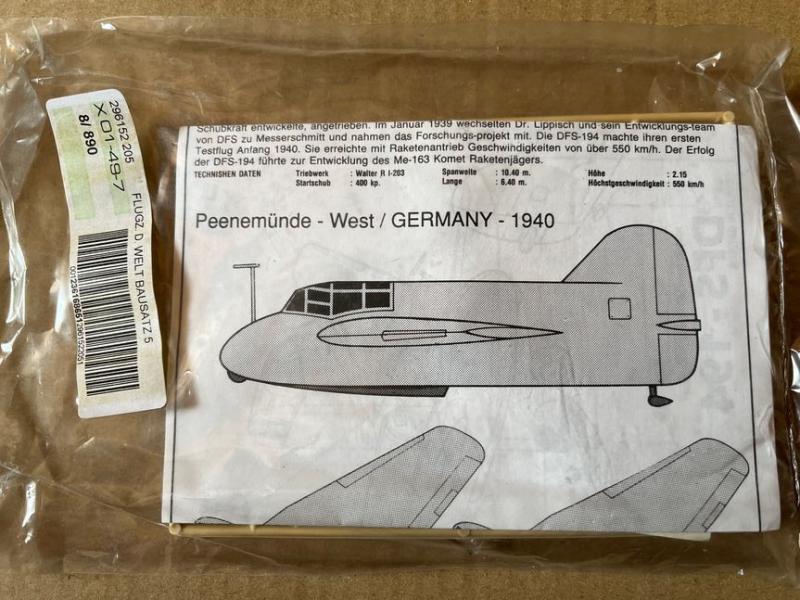 296152 205
X 01-49-7
8/ 890
FLUGZ. D. WELT BAUSATZ 5
Schubkraft entwickelte, angetrieben. Im Januar 1939 wechselten Dr. Lippisch und sein Entwicklungs-team
von DFS zu Messerschmitt und nahmen das Forschungs-projekt mit. Die DFS-194 machte ihren ersten
Testflug Anfang 1940. Sie erreichte mit Raketenantrieb Geschwindigkeiten von über 550 km/h. Der Erfolg
der DFS-194 führte zur Entwicklung des Me-163 Komet Raketenjägers.
TECHNISHEN DATEN Triebwerk : Walter R I-203 Spanweite : 10.40 m. Höhe : 2.15
Startschub : 400 kp. Lange : 6.40 m. Höchstgeschwindigkeit : 550 km/h
Peenemünde - West / GERMANY - 1940